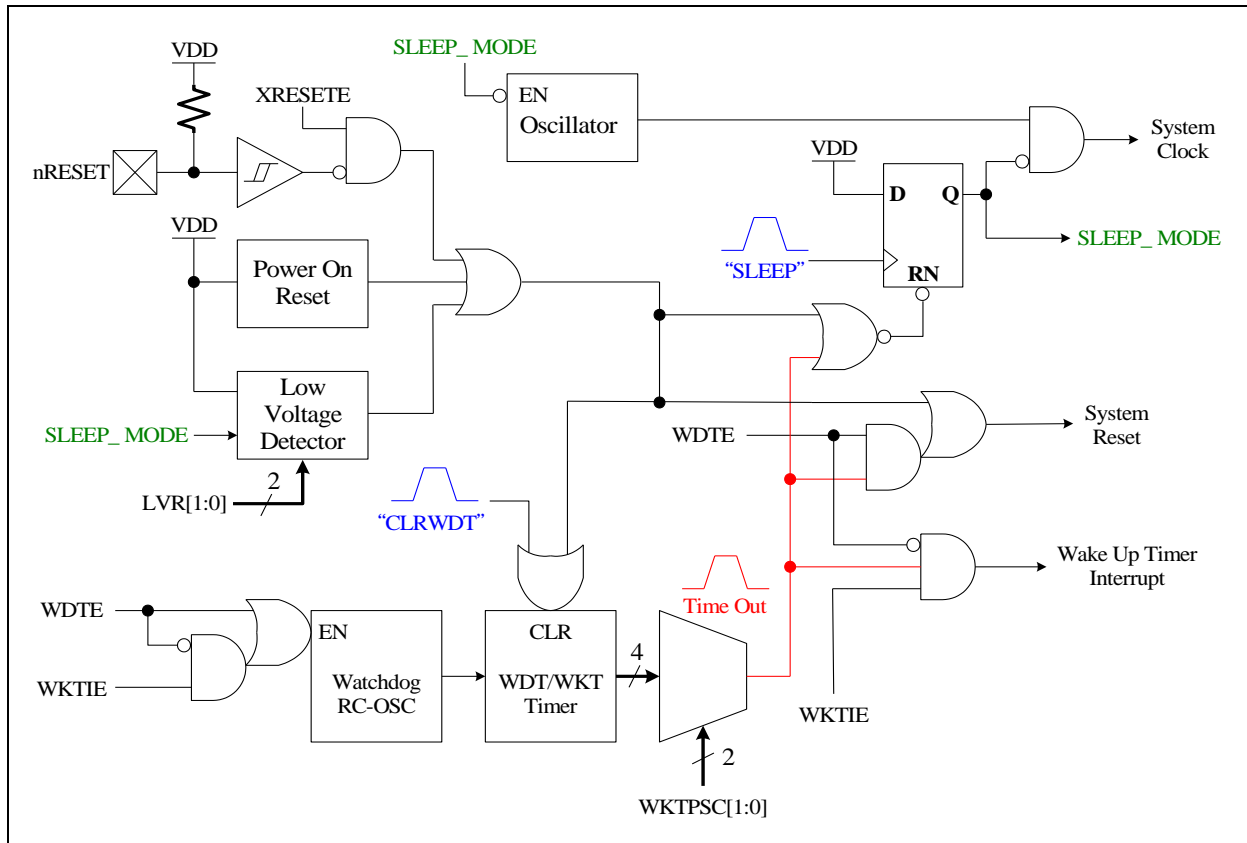 VDD
SLEEP_ MODE
XRESETE
EN
Oscillator
System
Clock
VDD
nRESET
D Q
VDD
SLEEP_ MODE
Power On
Reset
“SLEEP”
RN
Low
Voltage
Detector
System
Reset
SLEEP_ MODE
WDTE
2
LVR[1:0]
“CLRWDT”
Wake Up Timer
Interrupt
Time Out
WDTE
EN
CLR
4
WKTIE
Watchdog
RC-OSC
WDT/WKT
Timer
WKTIE
2
WKTPSC[1:0]